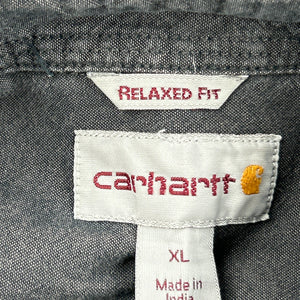 RELAXED FIT
carhartt
XL
Made in
India